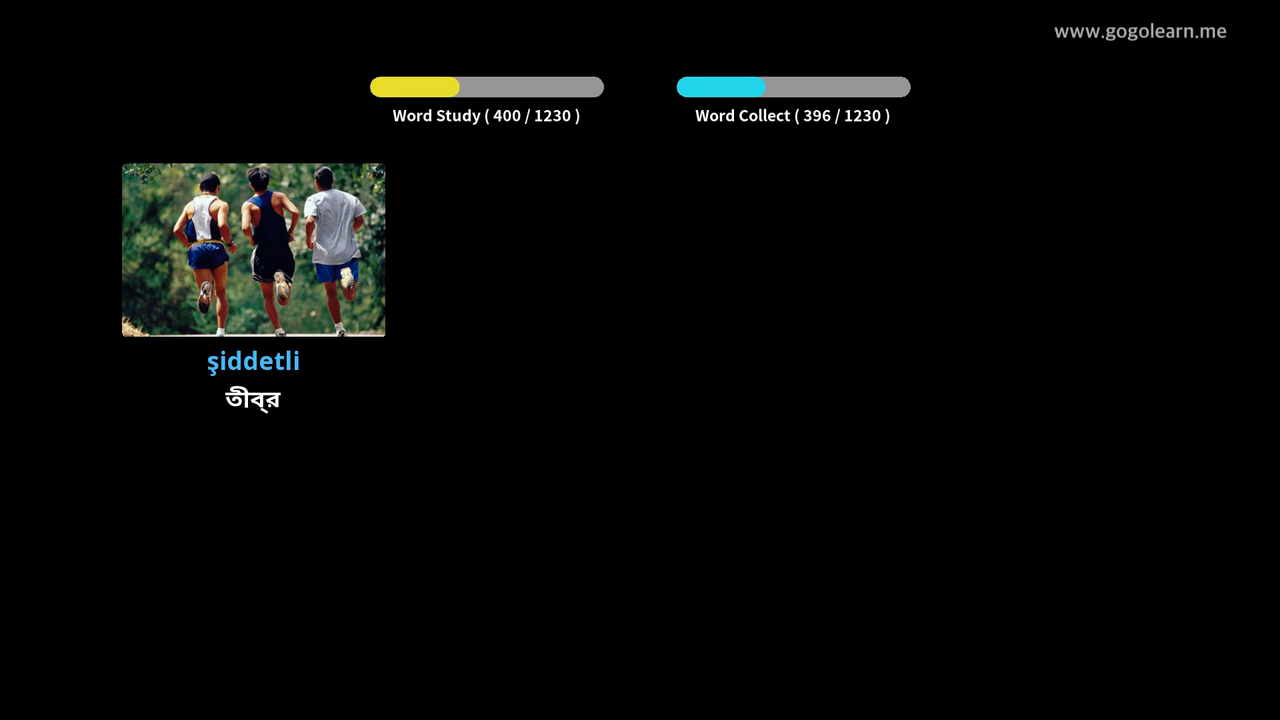 www.gogolearn.me
Word Study ( 400 / 1230 )
Word Collect ( 396 / 1230 )
şiddetli
তীব্র